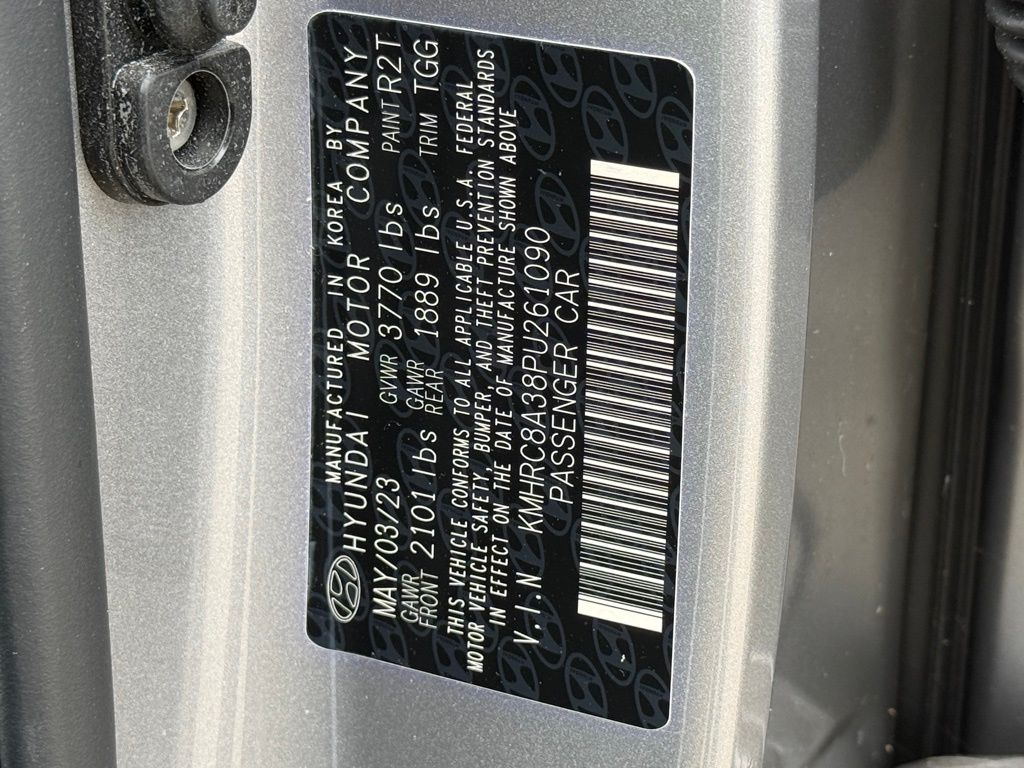 MANUFACTURED IN KOREA BY
HYUNDAI MOTOR COMPANY
MAY/03/23 GVWR 3770 lbs PAINT R2T
GAWR FRONT 2101lbs GAWR REAR 1889 lbs TRIM TGG
THIS VEHICLE CONFORMS TO ALL APPLICABLE U.S.A. FEDERAL
MOTOR VEHICLE SAFETY, BUMPER, AND THEFT PREVENTION STANDARDS
IN EFFECT ON THE DATE OF MANUFACTURE SHOWN ABOVE
V.I.N KMHRC8A38PU261090
PASSENGER CAR